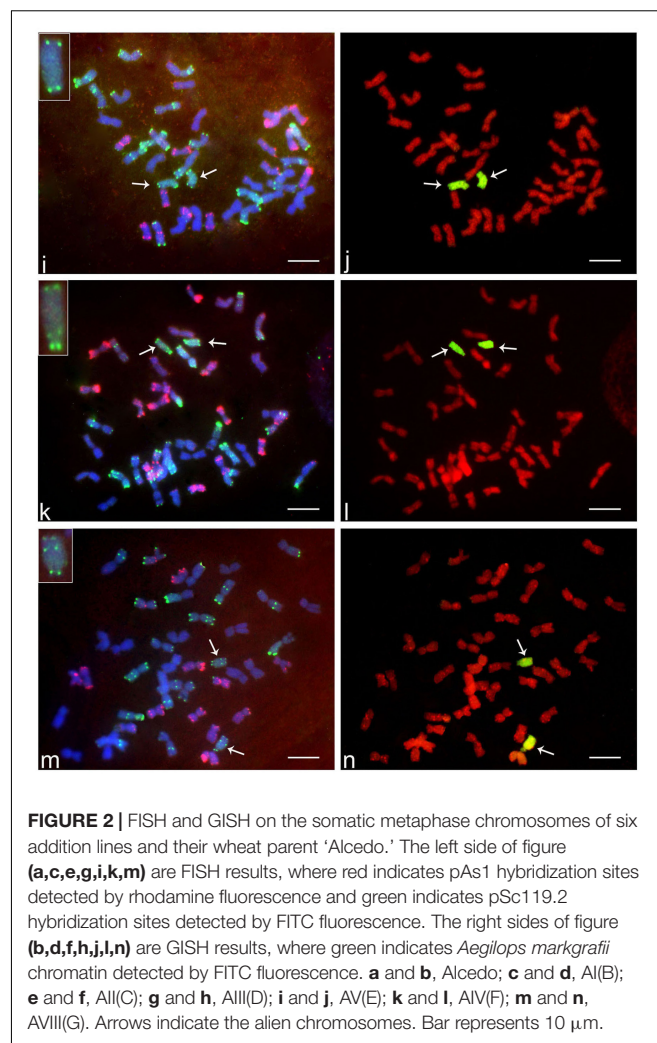 i
j
k
l
m
n
FIGURE 2 | FISH and GISH on the somatic metaphase chromosomes of six
addition lines and their wheat parent ‘Alcedo.’ The left side of figure
(a,c,e,g,i,k,m) are FISH results, where red indicates pAs1 hybridization sites
detected by rhodamine fluorescence and green indicates pSc119.2
hybridization sites detected by FITC fluorescence. The right sides of figure
(b,d,f,h,j,l,n) are GISH results, where green indicates Aegilops markgrafii
chromatin detected by FITC fluorescence. a and b, Alcedo; c and d, AI(B);
e and f, AII(C); g and h, AIII(D); i and j, AV(E); k and l, AIV(F); m and n,
AVIII(G). Arrows indicate the alien chromosomes. Bar represents 10 μm.